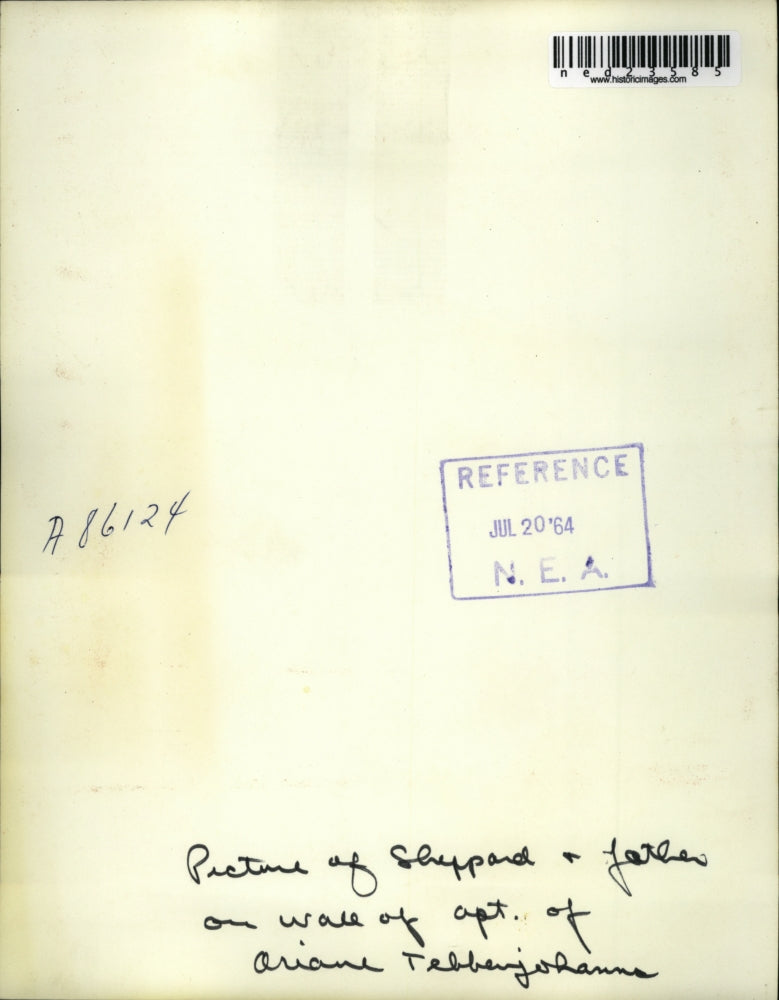 ned23585
www.historicimages.com
REFERENCE
JUL 20 '64
N. E. A.
A 86124
Picture of Sheppard + father
on wall of apt. of
Ariane Tebbenjohanns